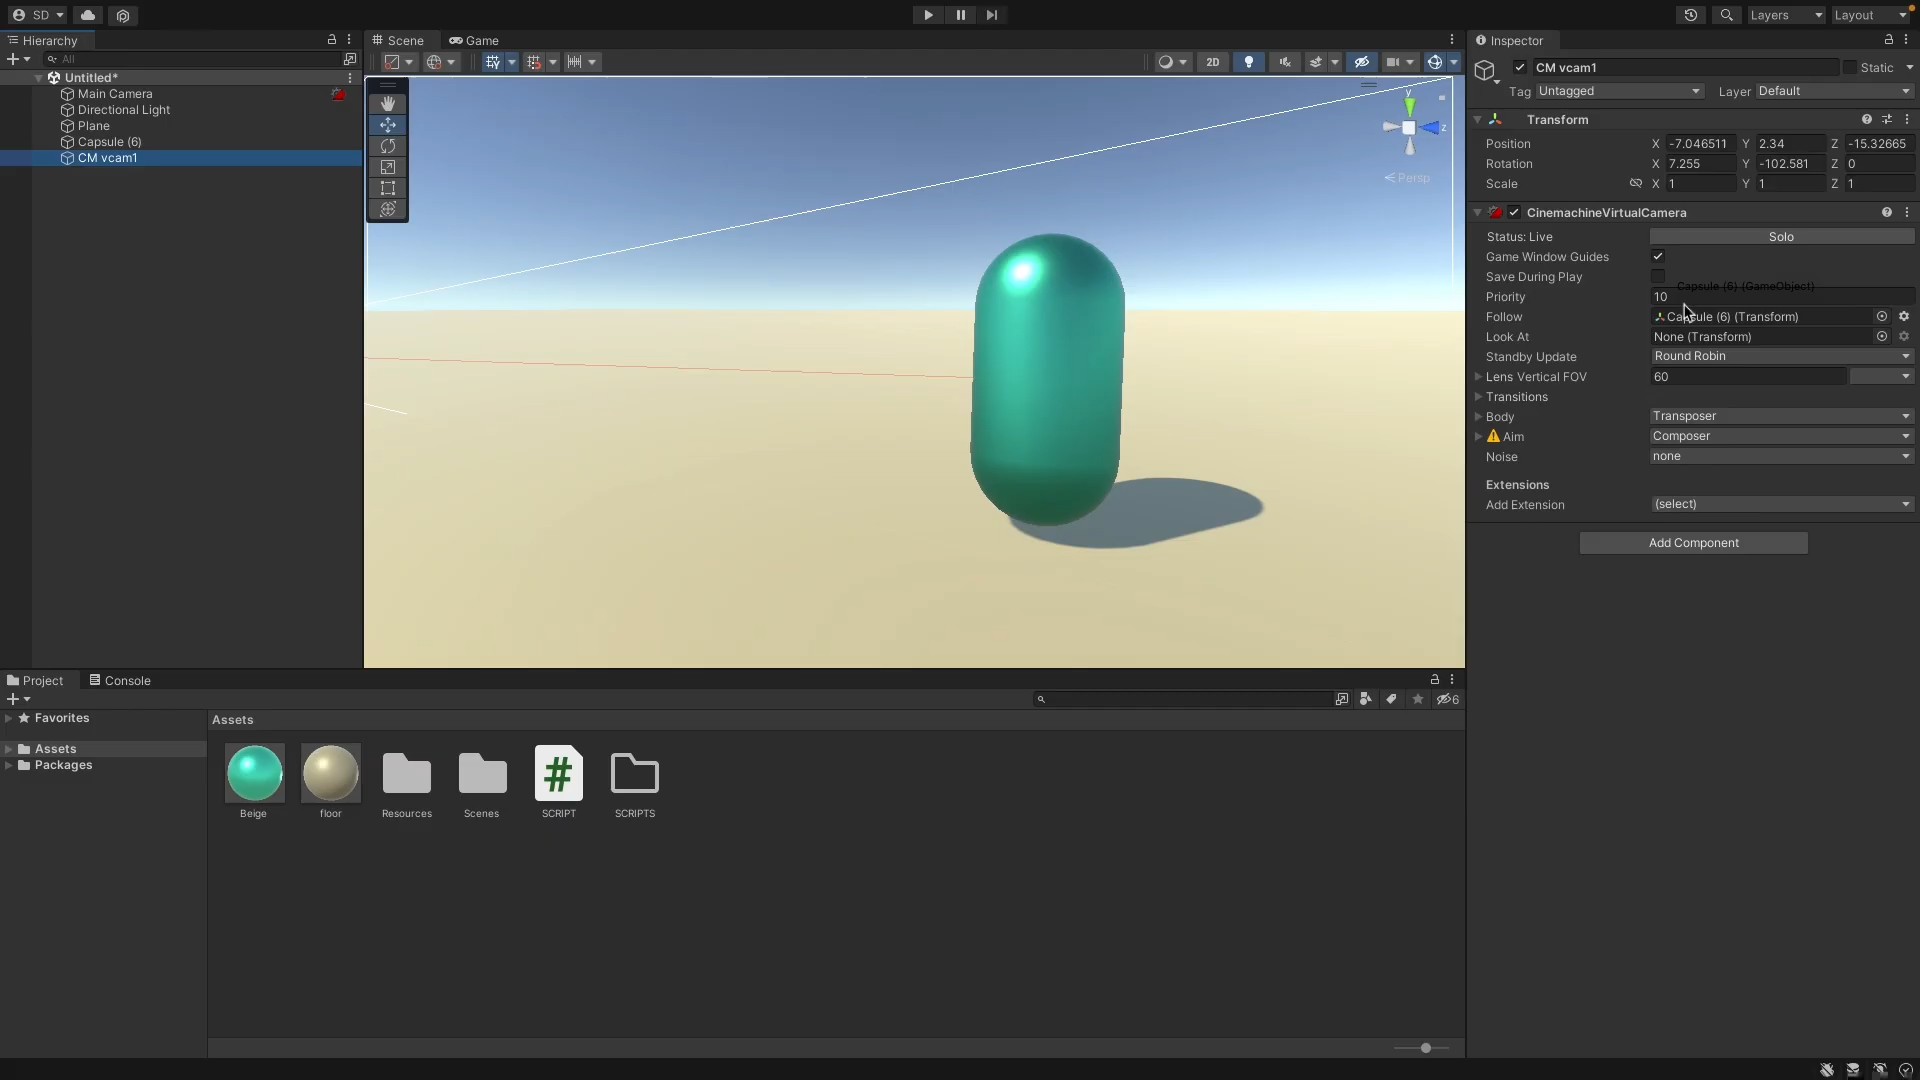 SD
Layers
Layout
Hierarchy
All
Untitled*
Main Camera
Directional Light
Plane
Capsule (6)
CM vcam1
Scene
Game
2D
y
z
Persp
Inspector
CM vcam1
Static
Tag Untagged
Layer Default
Transform
Position X -7.046511 Y 2.34 Z -15.32665
Rotation X 7.255 Y -102.581 Z 0
Scale X 1 Y 1 Z 1
CinemachineVirtualCamera
Status: Live Solo
Game Window Guides
Save During Play
Capsule (6) (GameObject)
Priority 10
Follow Capsule (6) (Transform)
Look At None (Transform)
Standby Update Round Robin
Lens Vertical FOV 60
Transitions
Body Transposer
Aim Composer
Noise none
Extensions
Add Extension (select)
Add Component
Project
Console
6
Favorites
Assets
Packages
Assets
Beige
floor
Resources
Scenes
#
SCRIPT
SCRIPTS